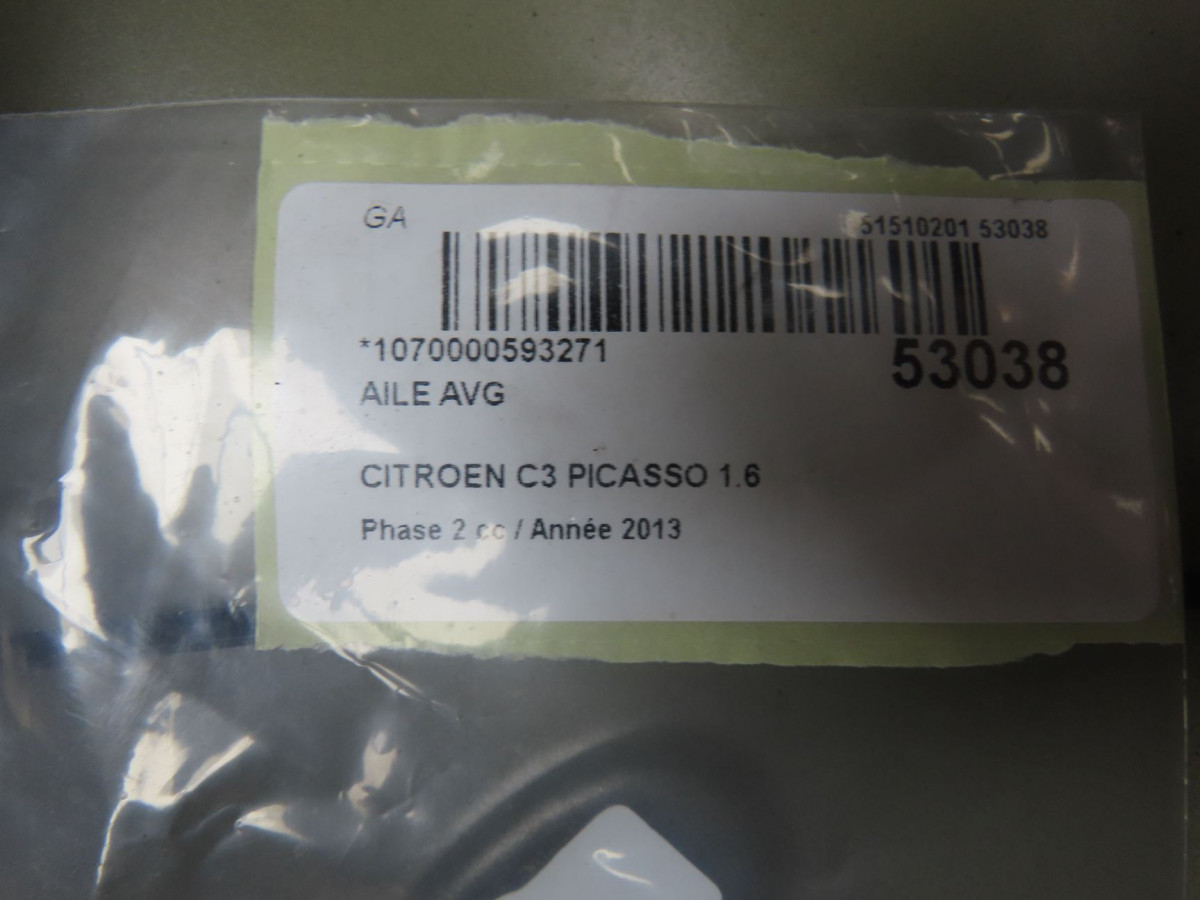 GA
51510201 53038
*1070000593271
53038
AILE AVG
CITROEN C3 PICASSO 1.6
Phase 2 cc / Année 2013